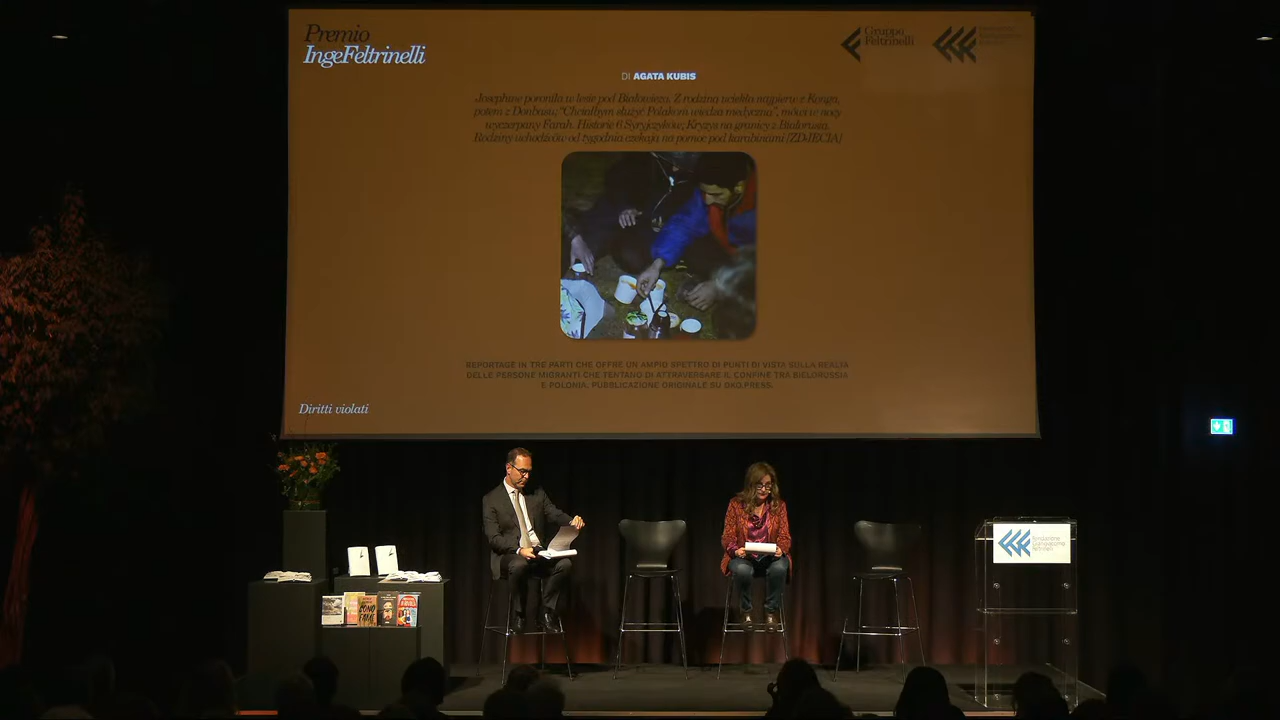 Premio
IngeFeltrinelli
Gruppo
Feltrinelli
DI AGATA KUBIS
Josephine poroniła w lesie pod Białowieżą. Z rodziną uciekła najpierw z Konga,
potem z Donbasu; "Chciałbym służyć Polakom wiedzą medyczną", mówi w nocy
wyczerpany Farah. Historie 6 Syryjczyków; Kryzys na granicy z Białorusią.
Rodziny uchodźców od tygodnia czekają na pomoc pod karabinami [ZDJĘCIA]
REPORTAGE IN TRE PARTI CHE OFFRE UN AMPIO SPETTRO DI PUNTI DI VISTA SULLA REALTÀ
DELLE PERSONE MIGRANTI CHE TENTANO DI ATTRAVERSARE IL CONFINE TRA BIELORUSSIA
E POLONIA. PUBBLICAZIONE ORIGINALE SU OKO.PRESS.
Diritti violati
fondazione
Giangiacomo
Feltrinelli